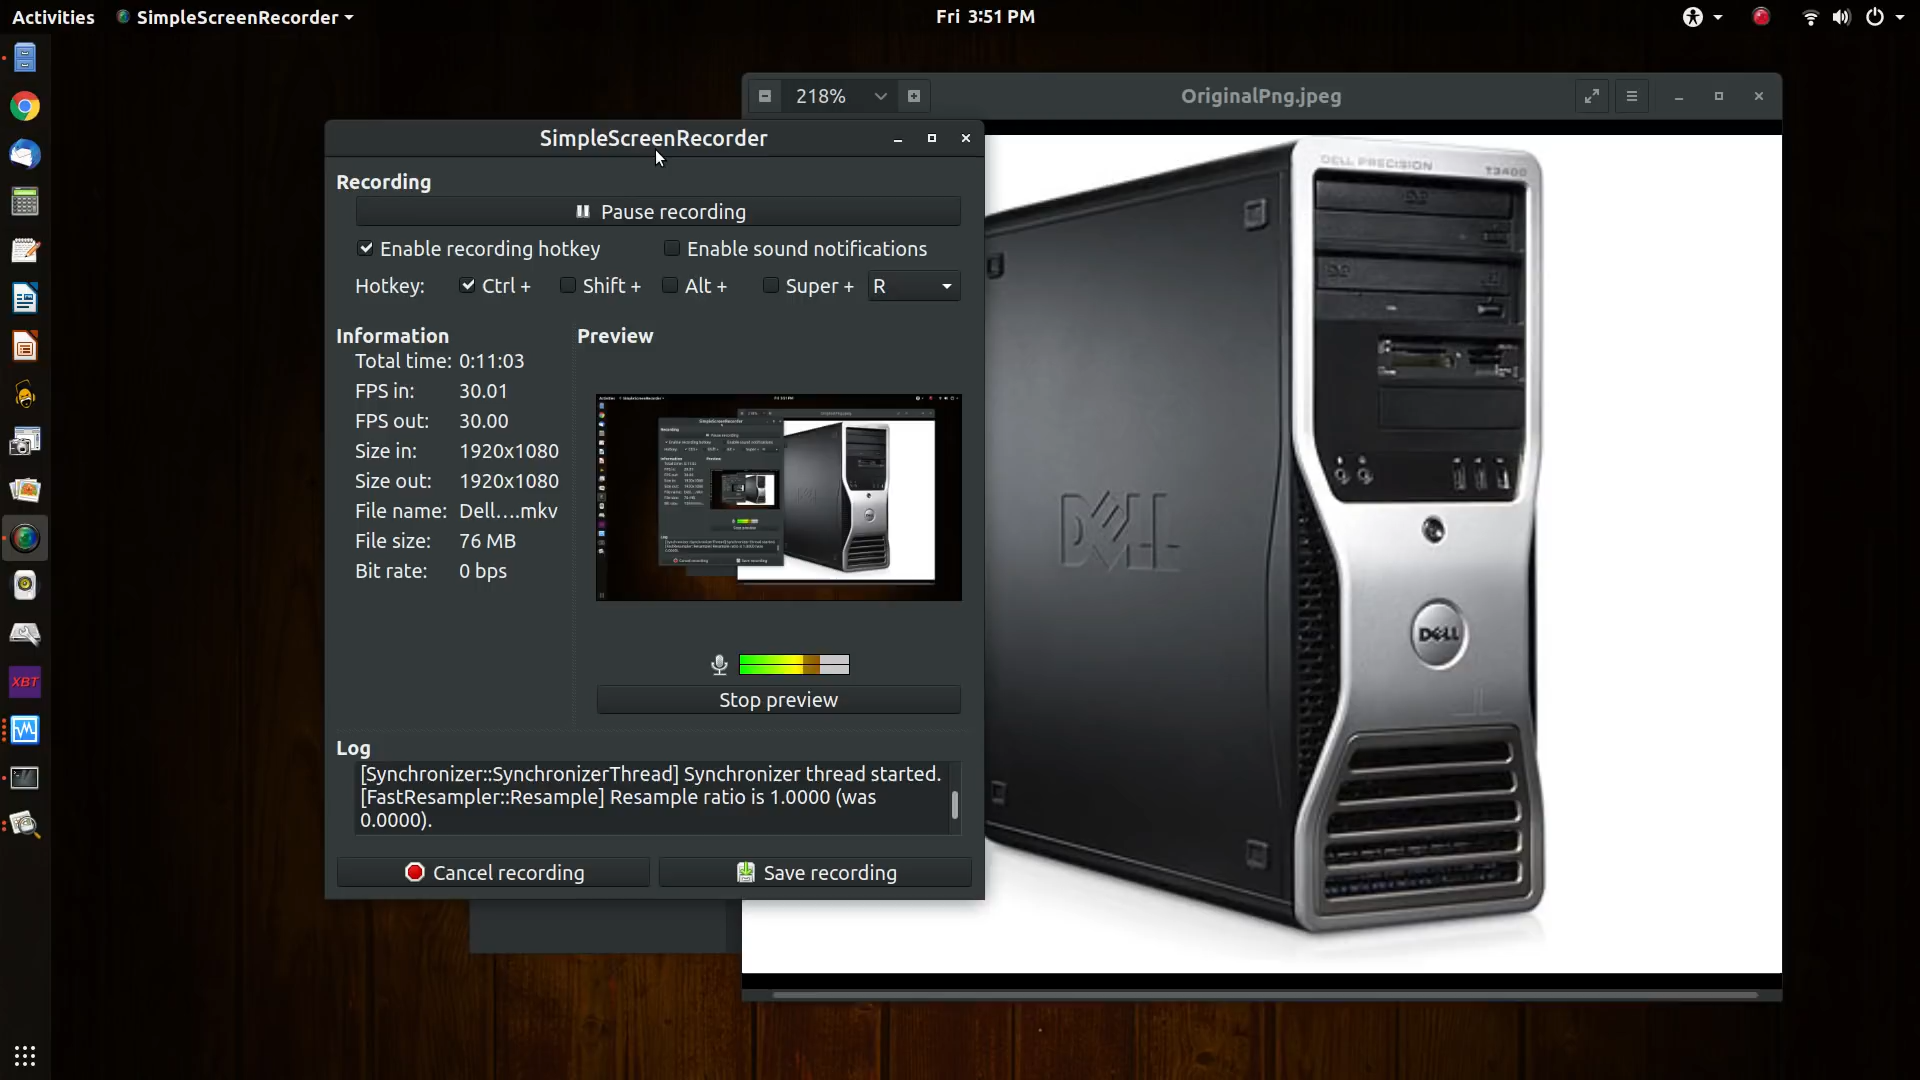 Activities SimpleScreenRecorder Fri 3:51 PM
218% OriginalPng.jpeg
SimpleScreenRecorder
Recording
Pause recording
Enable recording hotkey Enable sound notifications
Hotkey: Ctrl + Shift + Alt + Super + R
Information Preview
Total time: 0:11:03
FPS in: 30.01
FPS out: 30.00
Size in: 1920x1080
Size out: 1920x1080
File name: Dell....mkv
File size: 76 MB
Bit rate: 0 bps
Stop preview
Log
[Synchronizer::SynchronizerThread] Synchronizer thread started.
[FastResampler::Resample] Resample ratio is 1.0000 (was
0.0000).
Cancel recording Save recording
XBT
DELL PRECISION T3400
DELL
DELL